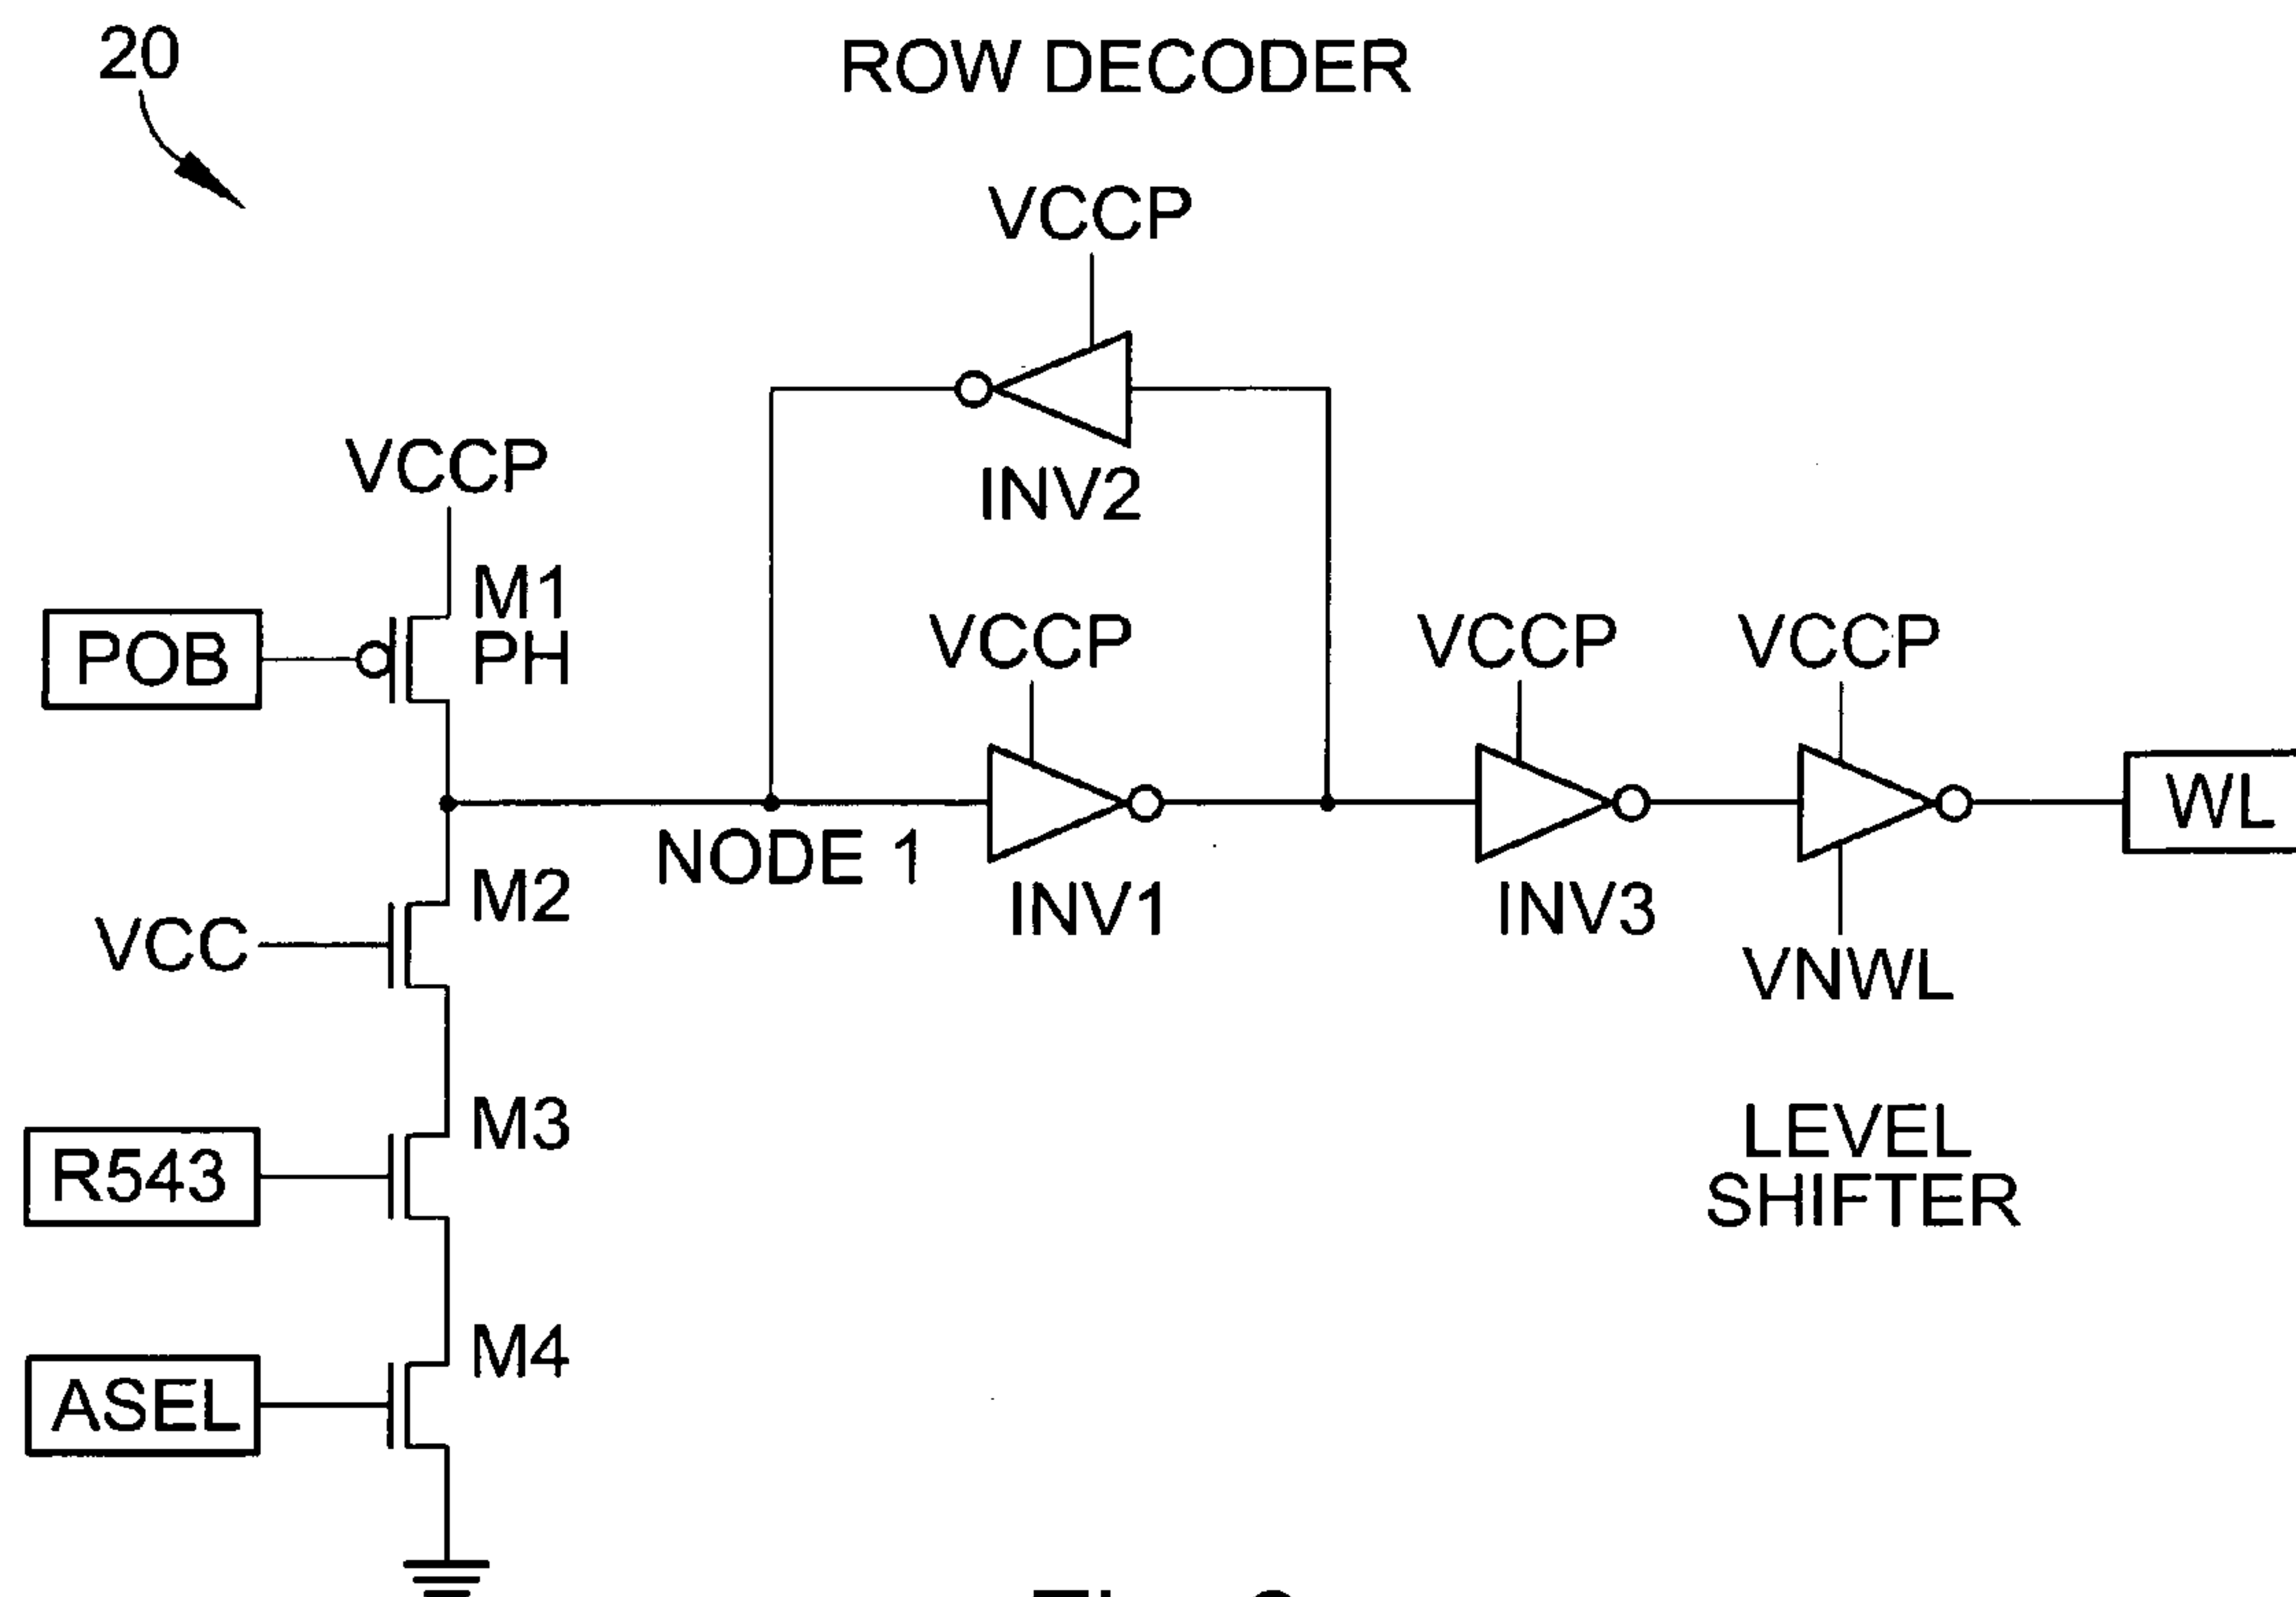 20
ROW DECODER
VCCP
INV2
VCCP
M1
PH
POB
VCCP
VCCP
VCCP
WL
NODE 1
INV1
INV3
M2
VCC
VNWL
LEVEL
SHIFTER
M3
R543
M4
ASEL